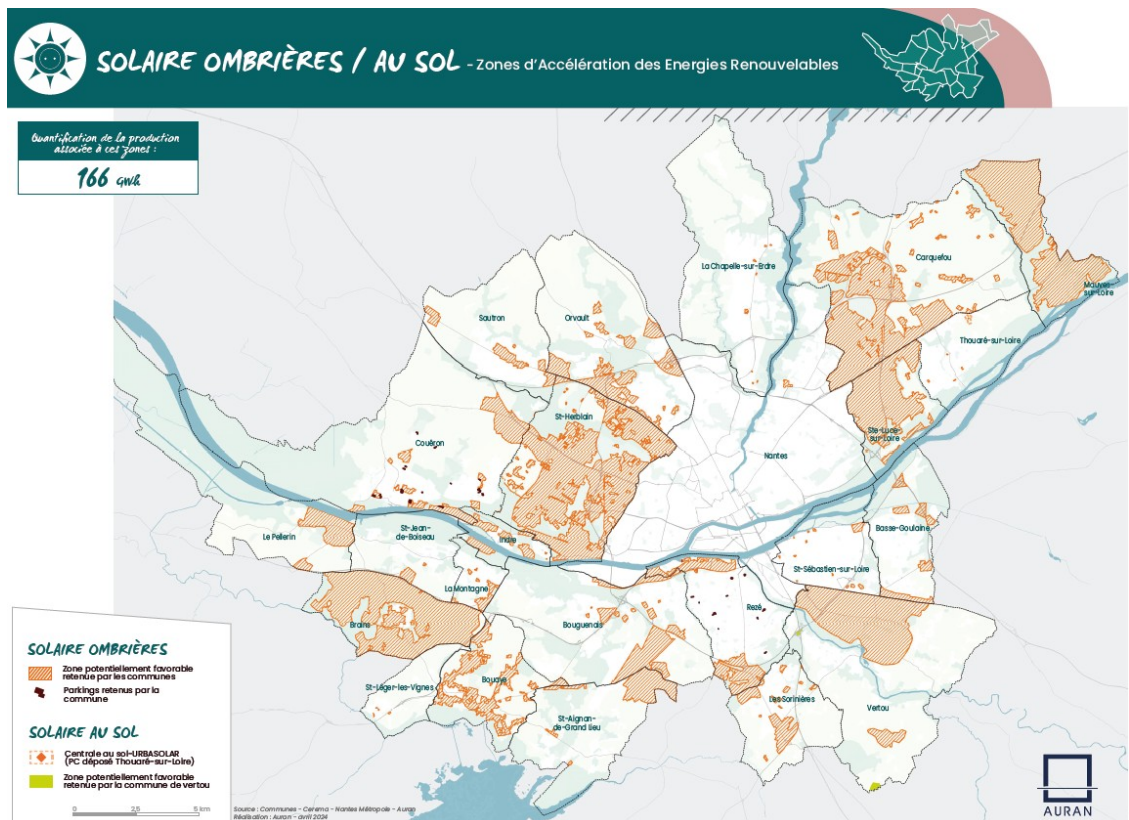 SOLAIRE OMBRIÈRES / AU SOL - Zones d'Accélération des Energies Renouvelables
Quantification de la production
associée à ces zones :
166 GWh
La Chapelle-sur-Erdre
Carquefou
Mauves-
sur-Loire
Sautron
Orvault
Thouaré-sur-Loire
St-Herblain
Couëron
Ste-Luce-
sur-Loire
Nantes
Le Pellerin
St-Jean-
de-Boiseau
Indre
Basse-Goulaine
St-Sébastien-sur-Loire
La Montagne
Rezé
Brains
Bouguenais
St-Léger-les-Vignes
Bouaye
Les Sorinières
Vertou
St-Aignan-
de-Grand lieu
SOLAIRE OMBRIÈRES
Zone potentiellement favorable
retenue par les communes
Parkings retenus par la
commune
SOLAIRE AU SOL
Centrale au sol-URBASOLAR
(PC déposé Thouaré-sur-Loire)
Zone potentiellement favorable
retenue par la commune de vertou
0 2,5 5 km
Source : Communes - Cerema - Nantes Métropole - Auran
Réalisation : Auran - avril 2024
AURAN